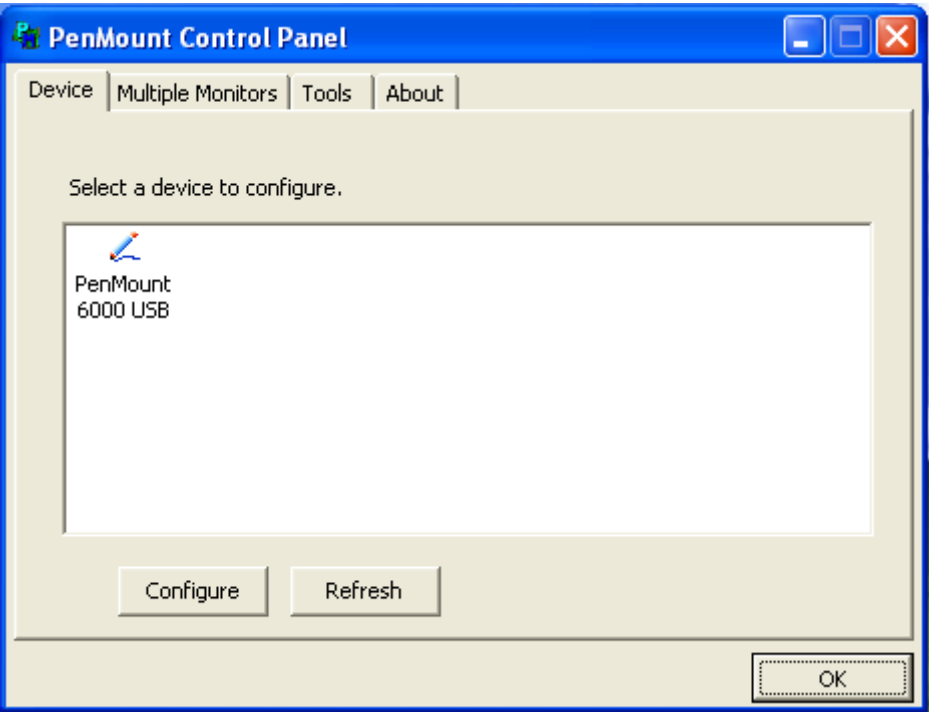 PenMount Control Panel
Device Multiple Monitors Tools About
Select a device to configure.
PenMount
6000 USB
Configure Refresh
OK